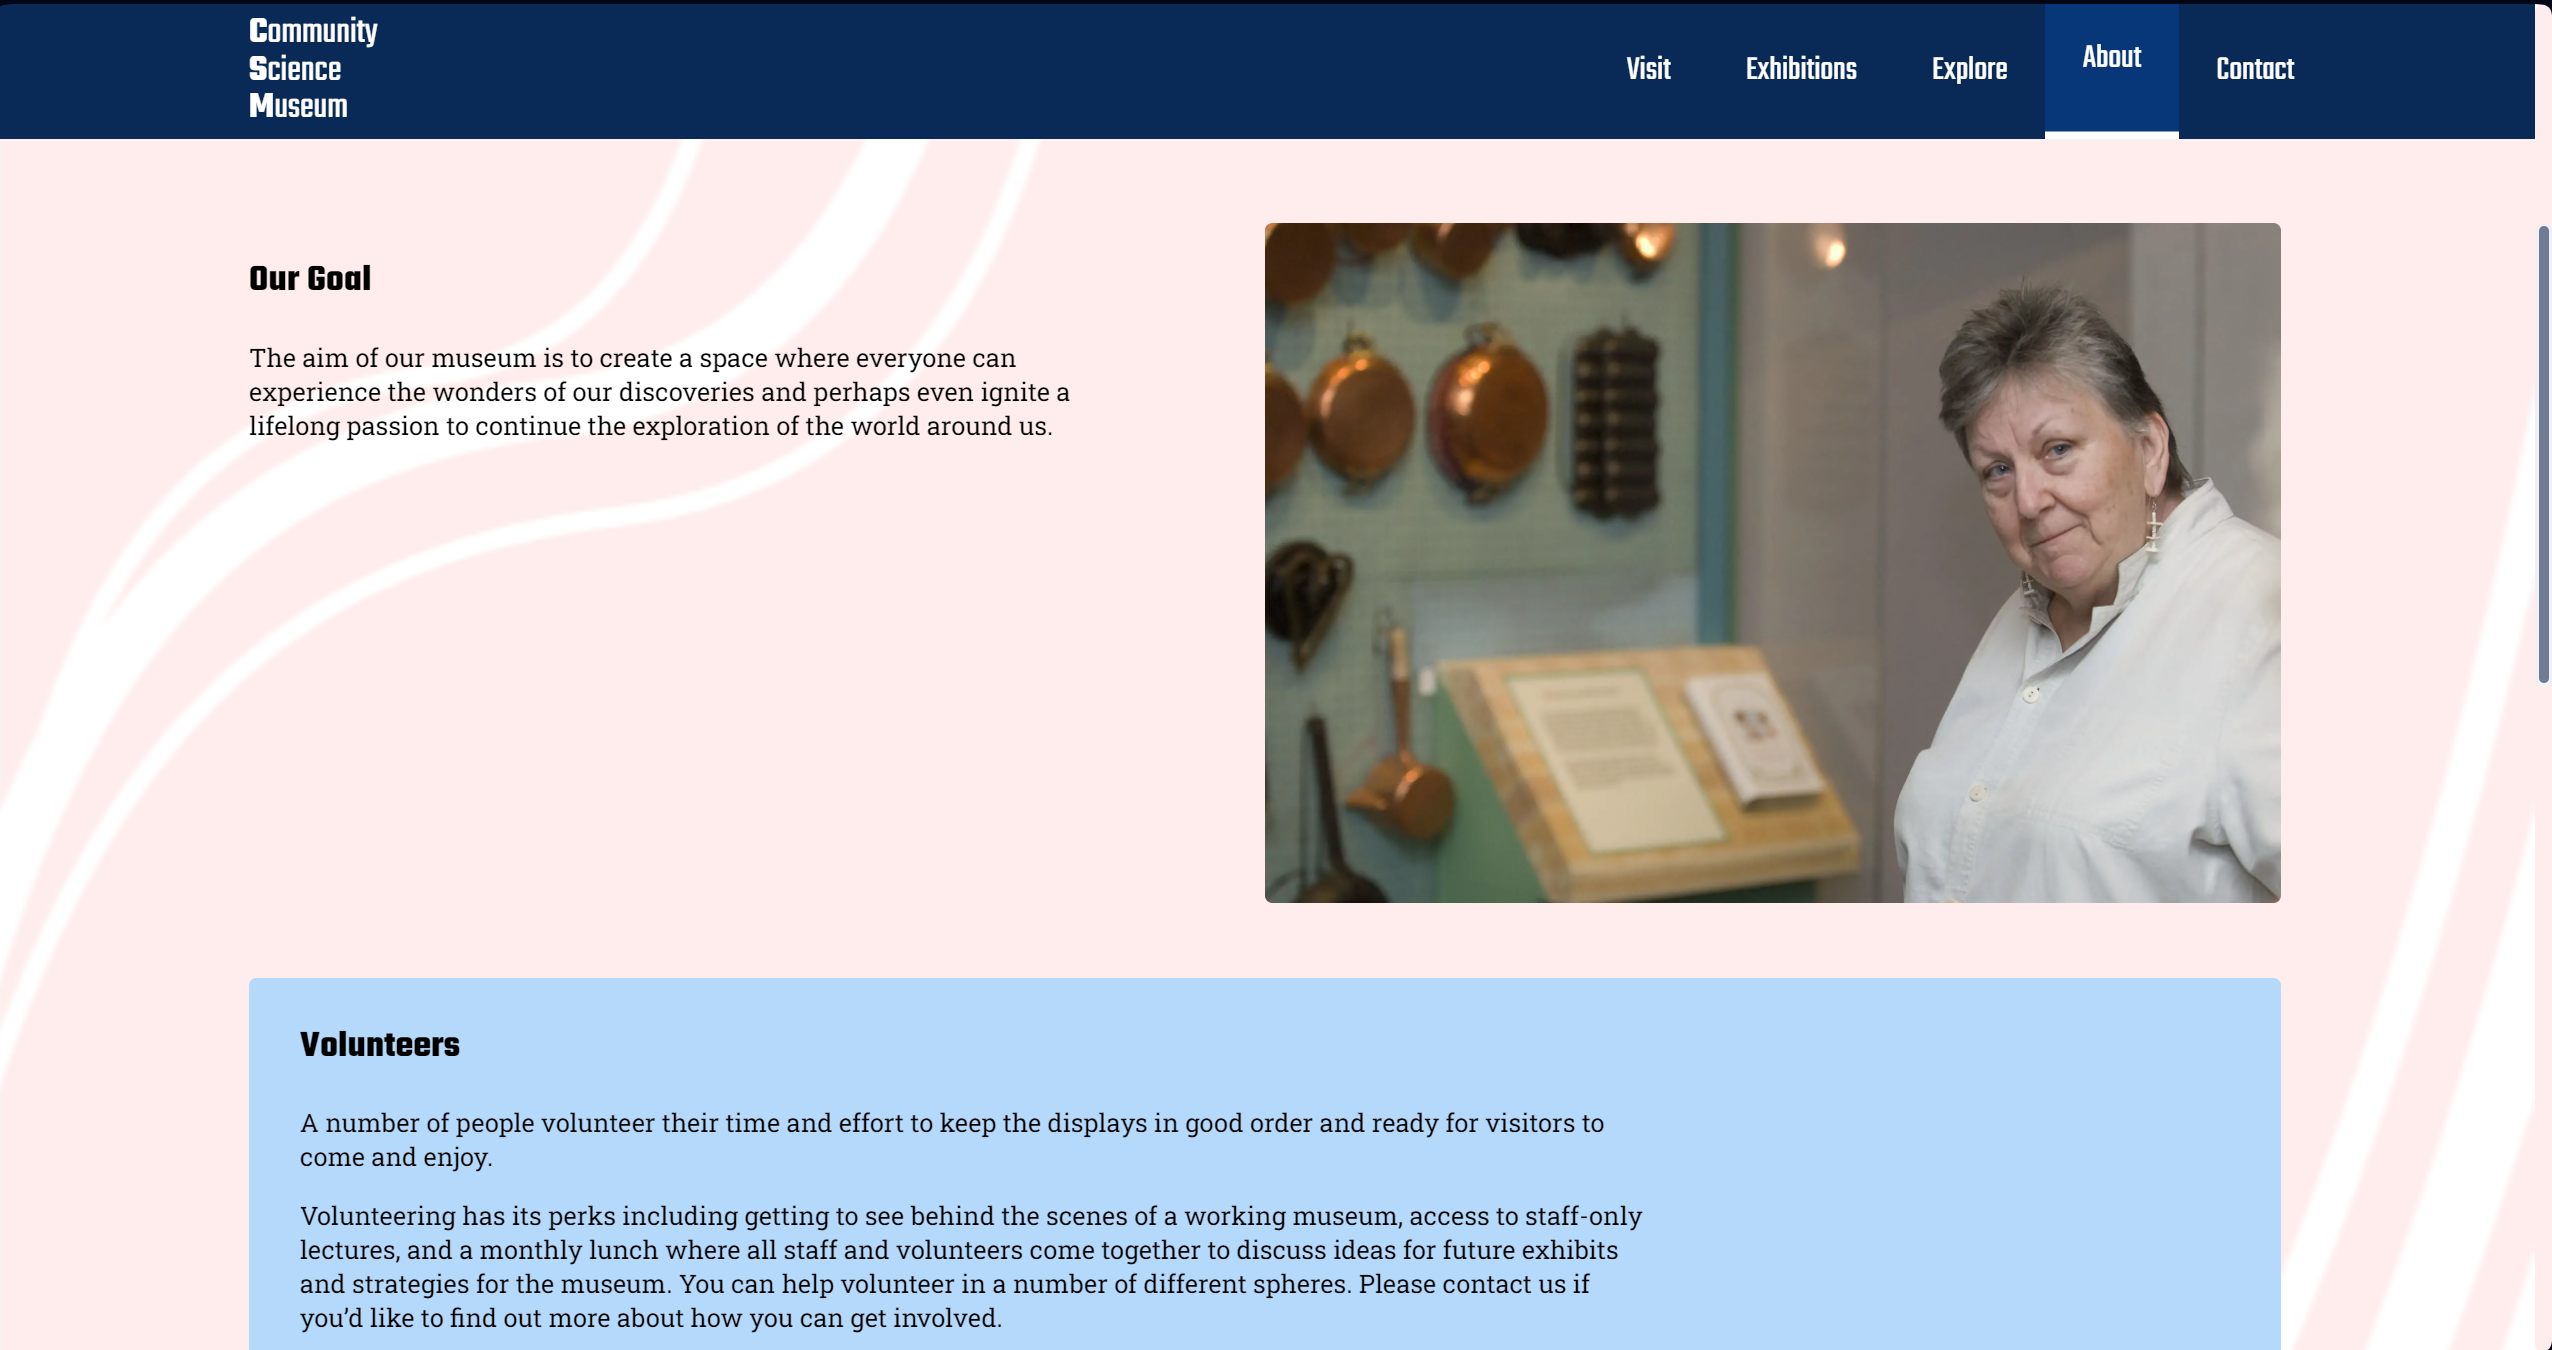 Community
Science
Museum
Visit Exhibitions Explore About Contact
Our Goal
The aim of our museum is to create a space where everyone can
experience the wonders of our discoveries and perhaps even ignite a
lifelong passion to continue the exploration of the world around us.
Volunteers
A number of people volunteer their time and effort to keep the displays in good order and ready for visitors to
come and enjoy.
Volunteering has its perks including getting to see behind the scenes of a working museum, access to staff-only
lectures, and a monthly lunch where all staff and volunteers come together to discuss ideas for future exhibits
and strategies for the museum. You can help volunteer in a number of different spheres. Please contact us if
you’d like to find out more about how you can get involved.